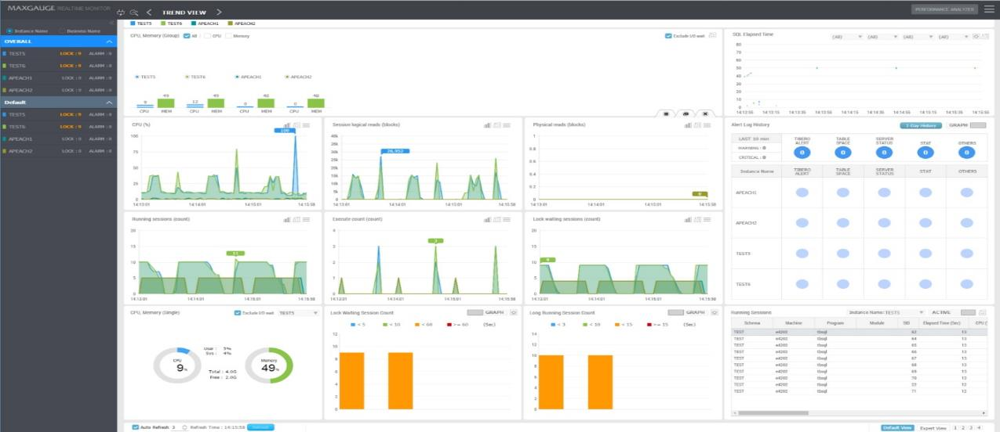 MAXGAUGE REALTIME MONITOR
TREND VIEW
PERFORMANCE ANALYZER
Instance Name Business Name
OVERALL
TEST5 LOCK : 9 ALARM : 0
TEST6 LOCK : 9 ALARM : 0
APEACH1 LOCK : 0 ALARM : 0
APEACH2 LOCK : 0 ALARM : 0
Default
TEST5 LOCK : 9 ALARM : 0
TEST6 LOCK : 9 ALARM : 0
APEACH1 LOCK : 0 ALARM : 0
APEACH2 LOCK : 0 ALARM : 0
TEST5 TEST6 APEACH1 APEACH2
CPU, Memory (Group) All CPU Memory
Exclude I/O wait
TEST5 TEST6 APEACH1 APEACH2
9 49 12 49 0 48 0 48
CPU MEM CPU MEM CPU MEM CPU MEM
SQL Elapsed Time
(All) (All) (All) (All)
80
70
60
50
40
30
20
10
0
14:12:55 14:13:15 14:13:35 14:13:55 14:14:15 14:14:35 14:14:55 14:15:15 14:15:35 14:15:55
CPU (%)
100
100
75
50
25
0
14:13:01 14:14:01 14:15:01 14:15:58
Session logical reads (blocks)
26,952
40k
35k
30k
25k
20k
15k
10k
5k
0
14:13:01 14:14:01 14:15:01 14:15:58
Physical reads (blocks)
1
0.8
0.6
0.4
0.2
0
0
14:13:01 14:14:01 14:15:01 14:15:58
Alert Log History
1-Day History GRAPH
LAST 10 min
WARNING : 0
CRITICAL : 0
TIBERO ALERT TABLE SPACE SERVER STATUS STAT OTHERS
0 0 0 0 0
Instance Name TIBERO ALERT TABLE SPACE SERVER STATUS STAT OTHERS
APEACH1
APEACH2
TEST5
TEST6
Running sessions (count)
20
15
11
10
5
0
14:13:01 14:14:01 14:15:01 14:15:58
Execute count (count)
4
3
3
2
1
0
14:13:01 14:14:01 14:15:01 14:15:58
Lock waiting sessions (count)
20
15
9
10
5
0
14:13:01 14:14:01 14:15:01 14:15:58
CPU, Memory (Single)
Exclude I/O wait TEST5
CPU
9%
User : 5%
Sys : 4%
Total : 4.0G
Free : 2.0G
Memory
49%
Lock Waiting Session Count
GRAPH
< 5 < 10 < 60 >= 60 (Sec)
12
10
8
6
4
2
0
Long Running Session Count
GRAPH
< 3 < 10 < 15 >= 15 (Sec)
14
12
10
8
6
4
2
0
Running Sessions
Instance Name: TEST5 ACTIVE
Schema Machine Program Module SID Elapsed Time (Sec) CPU (
TEST e4202 tbsql 62 13
TEST e4202 tbsql 64 13
TEST e4202 tbsql 65 13
TEST e4202 tbsql 66 13
TEST e4202 tbsql 67 13
TEST e4202 tbsql 68 13
TEST e4202 tbsql 69 13
TEST e4202 tbsql 70 13
TEST e4202 tbsql 12
TEST e4202 tbsql 71 12
Auto Refresh 3 Refresh Time : 14:15:58 Refresh
Default View Expert View 1 2 3 4